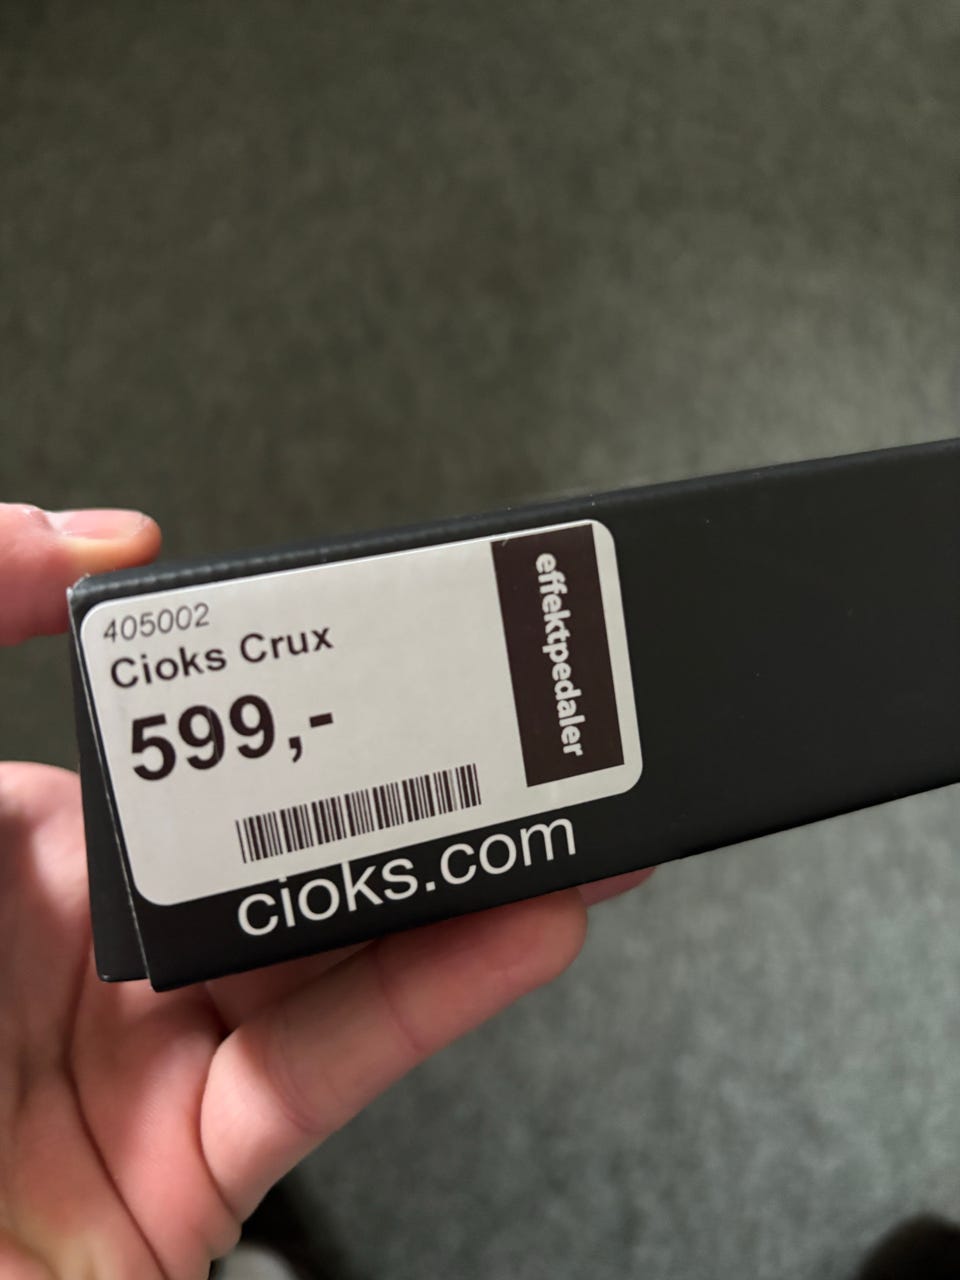 405002
Cioks Crux
599,-
effektpedaler
cioks.com